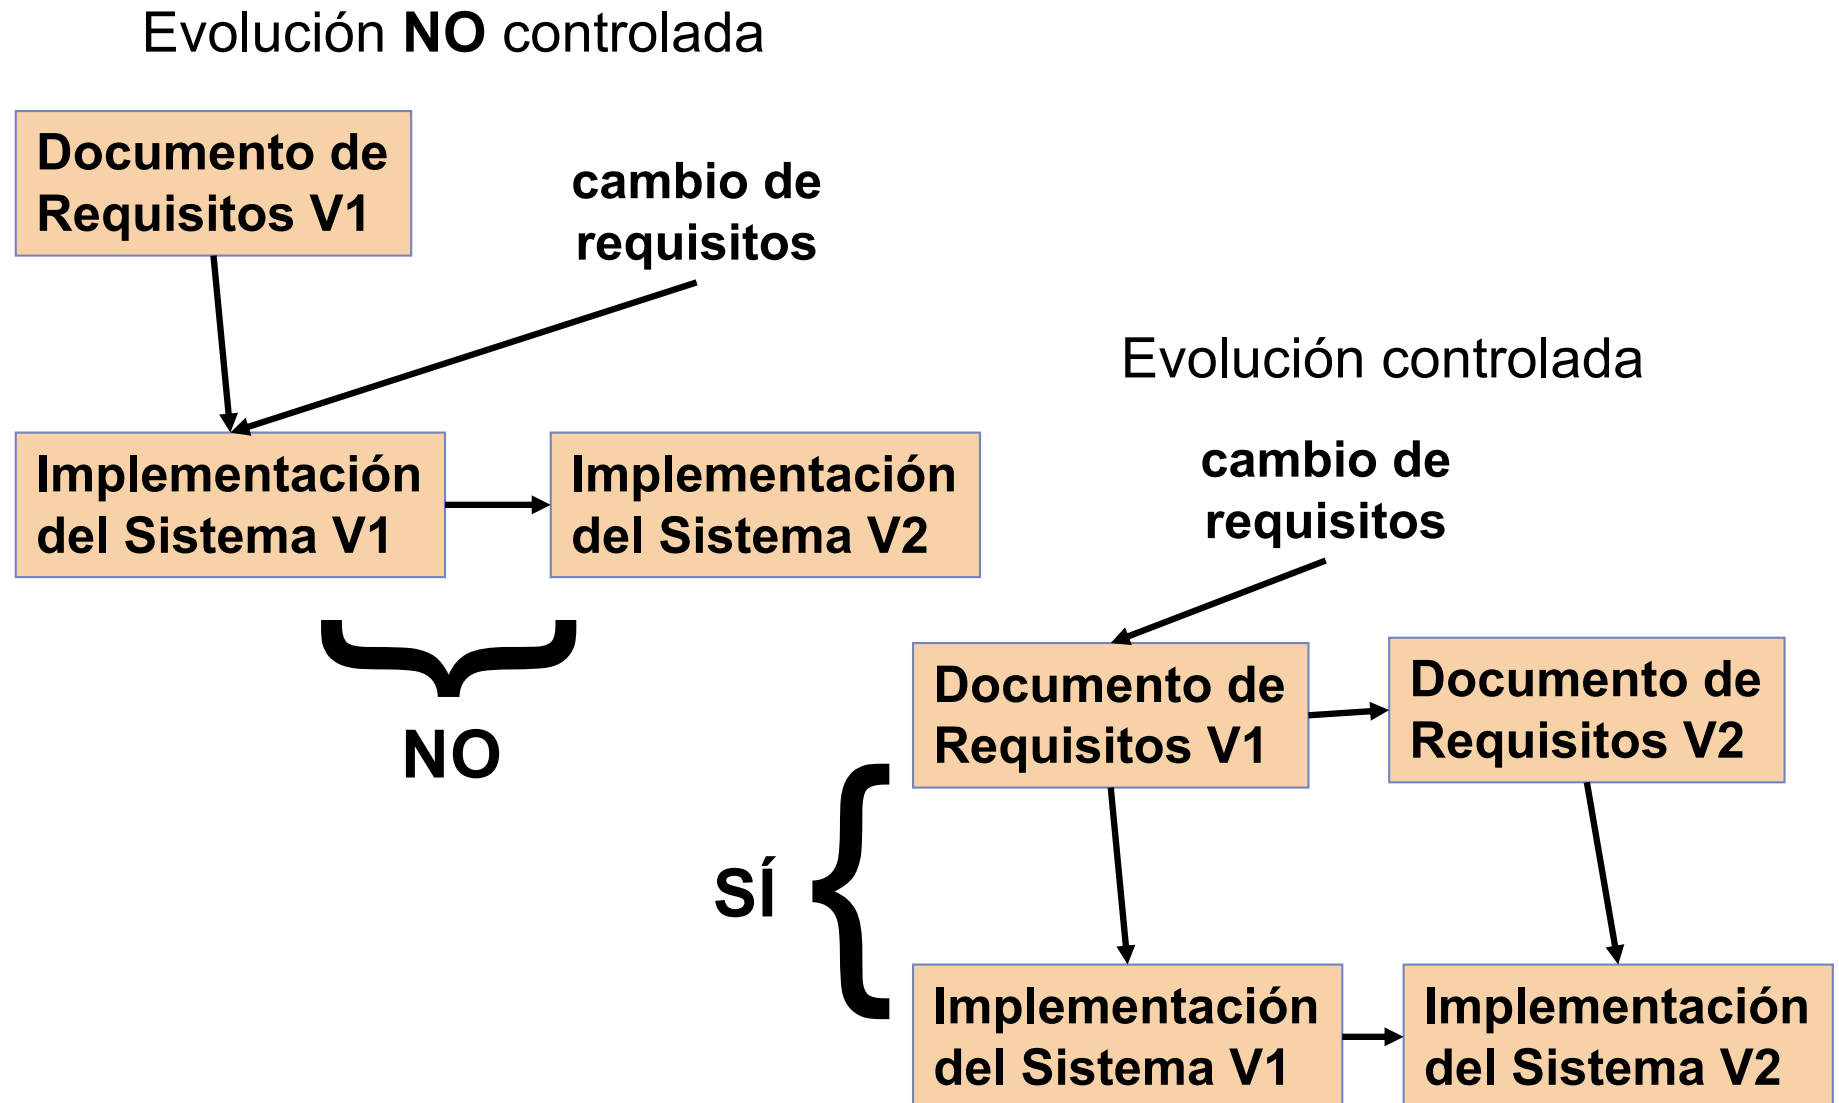 Evolución NO controlada
Documento de
Requisitos V1
cambio de
requisitos
Implementación
del Sistema V1
Implementación
del Sistema V2
NO
Evolución controlada
cambio de
requisitos
Documento de
Requisitos V1
Documento de
Requisitos V2
SÍ
Implementación
del Sistema V1
Implementación
del Sistema V2